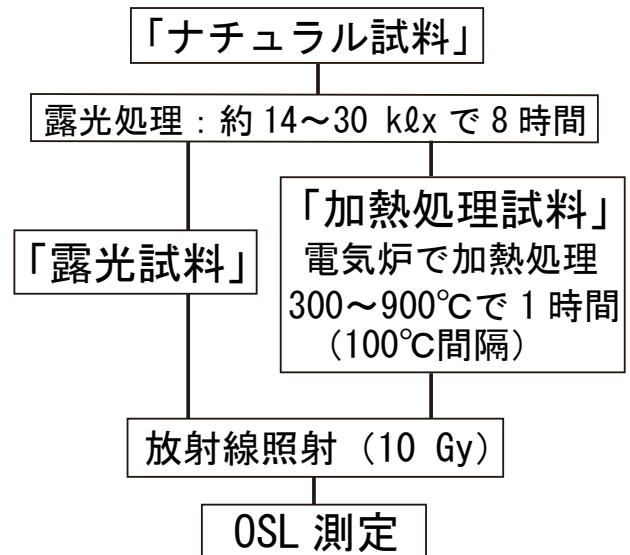 「ナチュラル試料」
露光処理：約 14～30 kℓx で 8 時間
「露光試料」
「加熱処理試料」
電気炉で加熱処理
300～900℃で 1 時間
（100℃間隔）
放射線照射（10 Gy）
OSL 測定